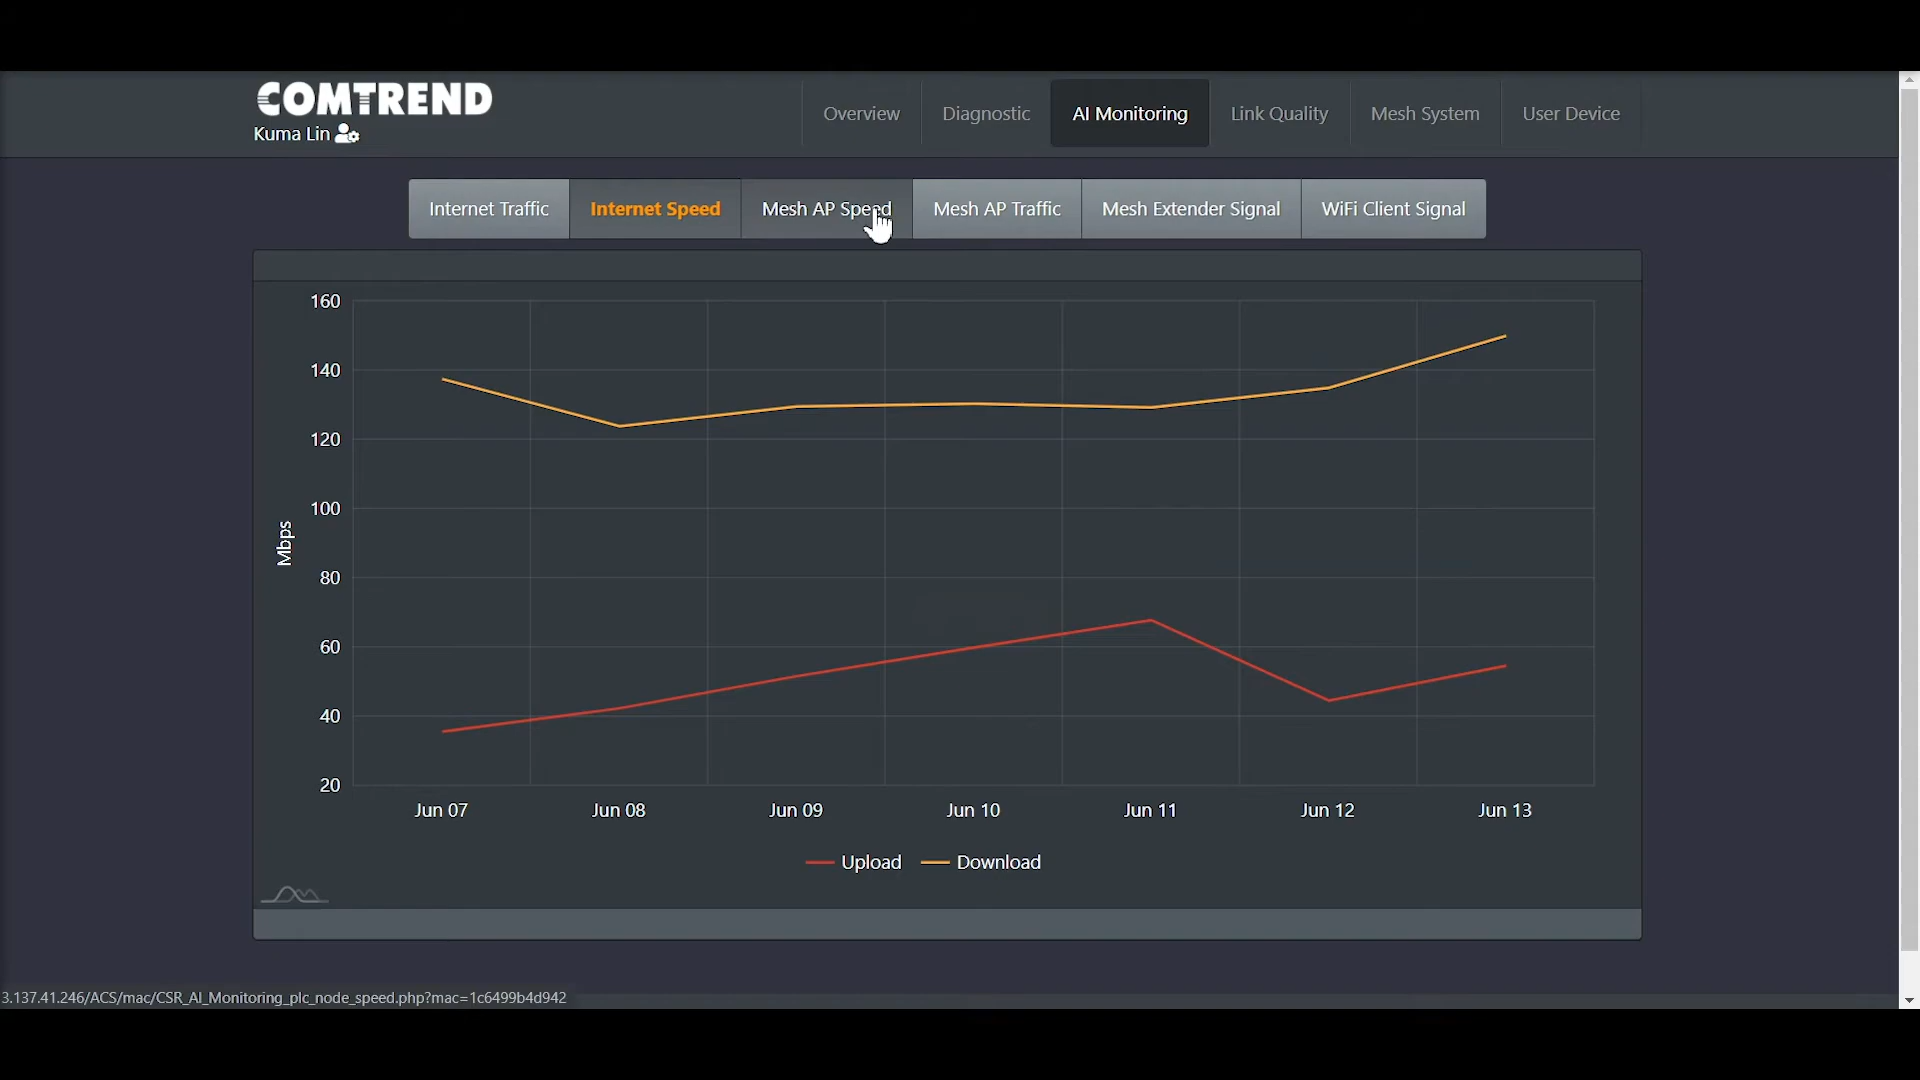 COMTREND
Kuma Lin
Overview Diagnostic AI Monitoring Link Quality Mesh System User Device
Internet Traffic Internet Speed Mesh AP Speed Mesh AP Traffic Mesh Extender Signal WiFi Client Signal
160
140
120
100
80
60
40
20
Mbps
Jun 07 Jun 08 Jun 09 Jun 10 Jun 11 Jun 12 Jun 13
Upload Download
3.137.41.246/ACS/mac/CSR_AI_Monitoring_plc_node_speed.php?mac=1c6499b4d942